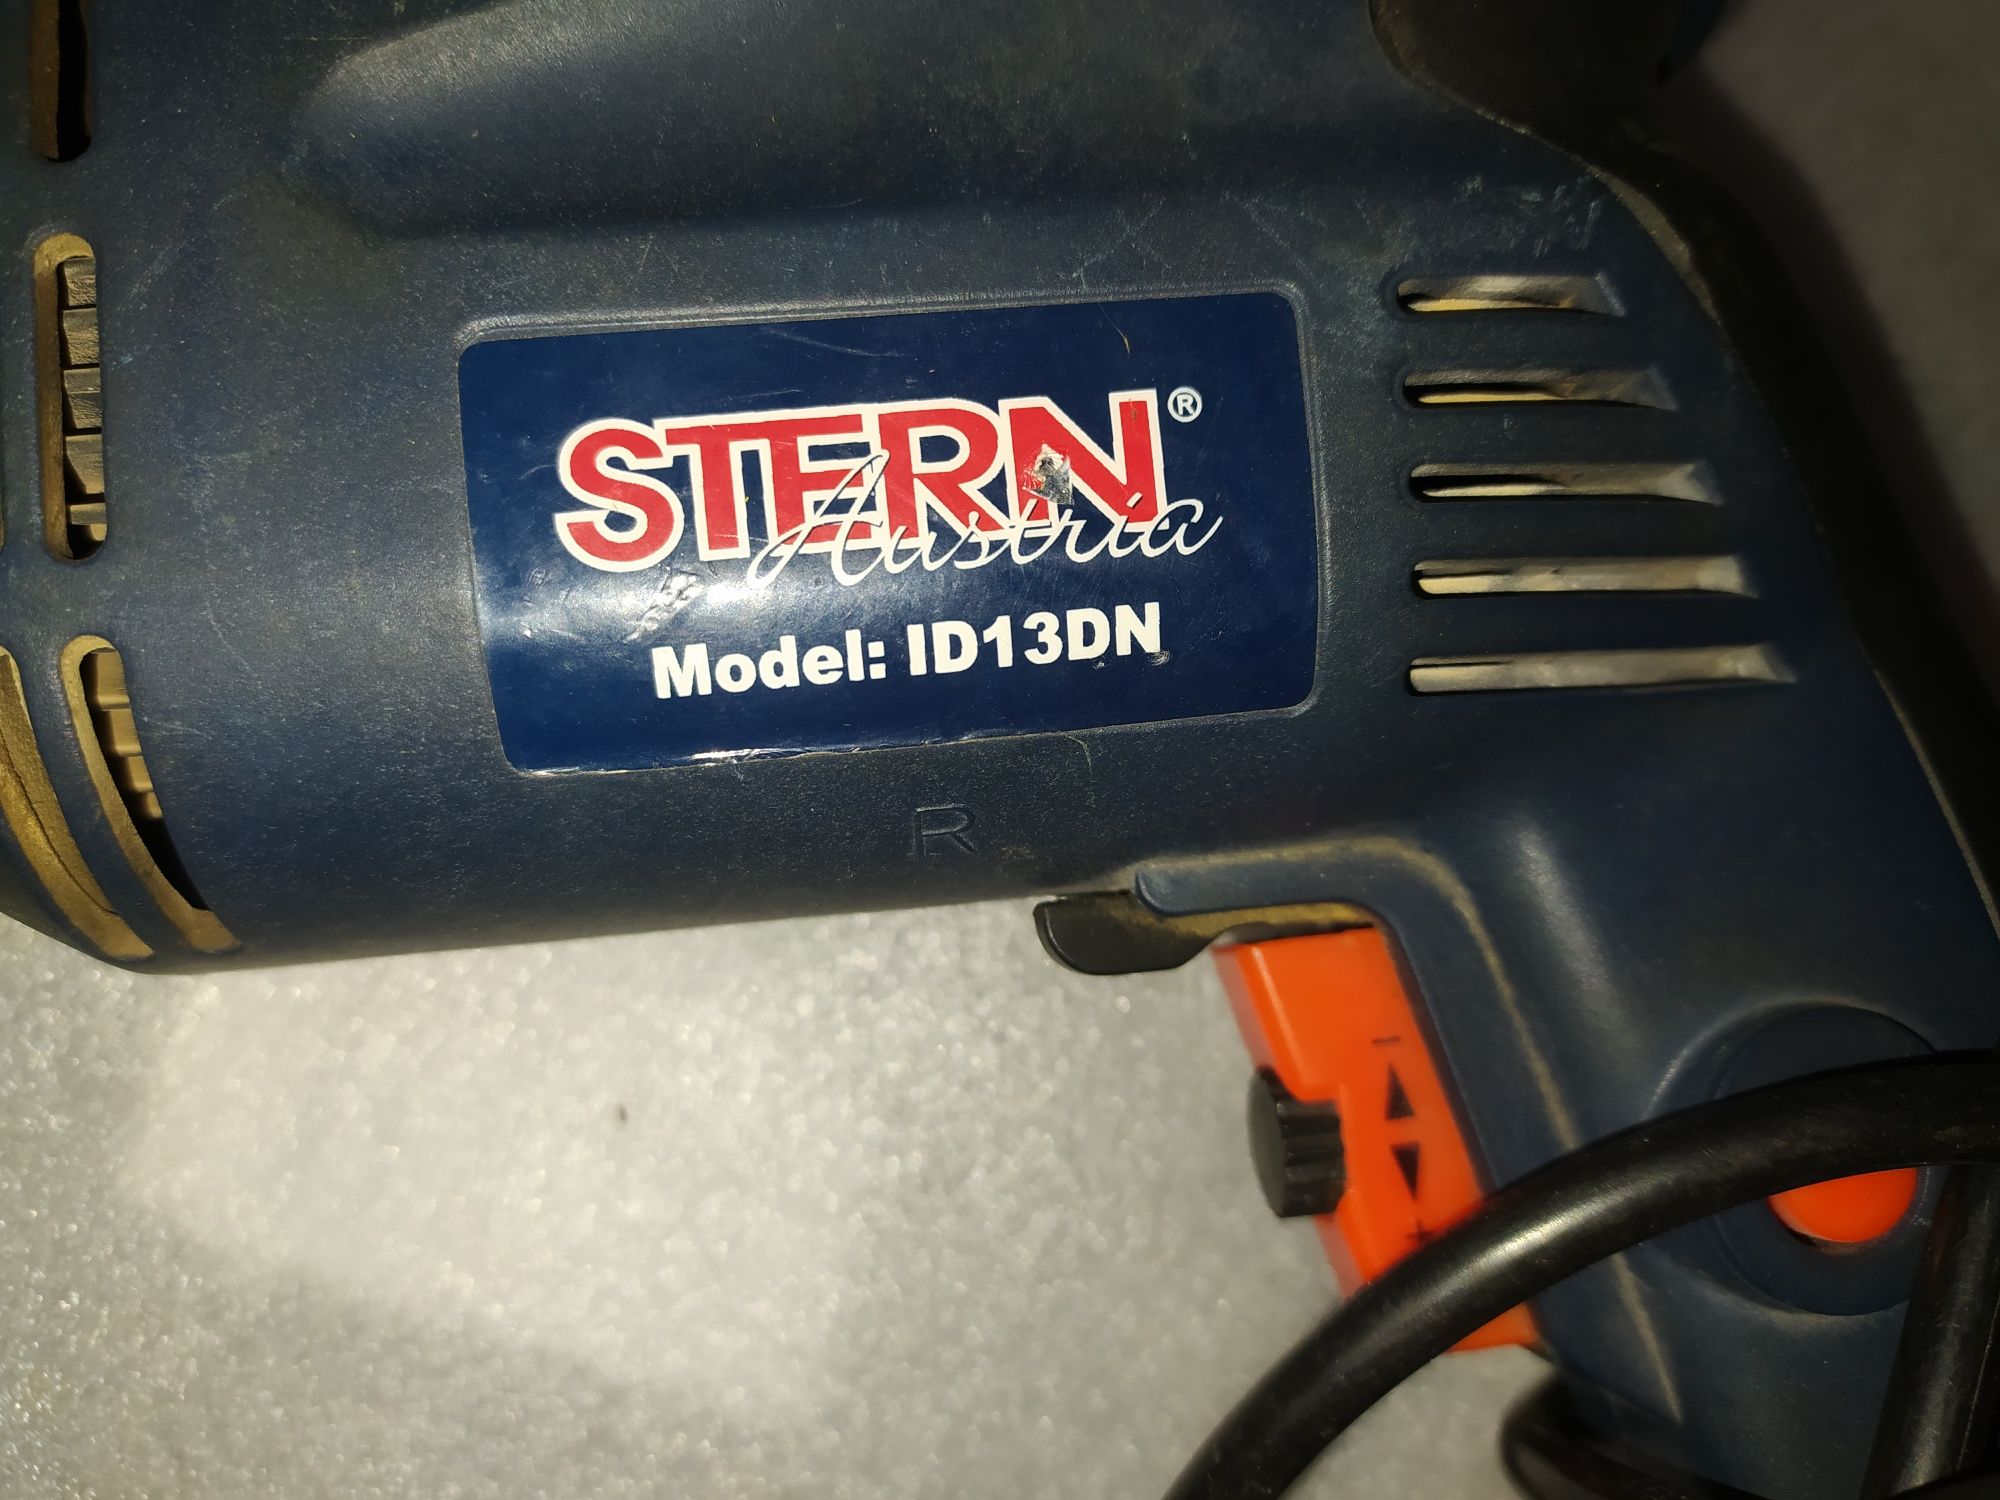 STERN®
Austria
Model: ID13DN
R
−
+